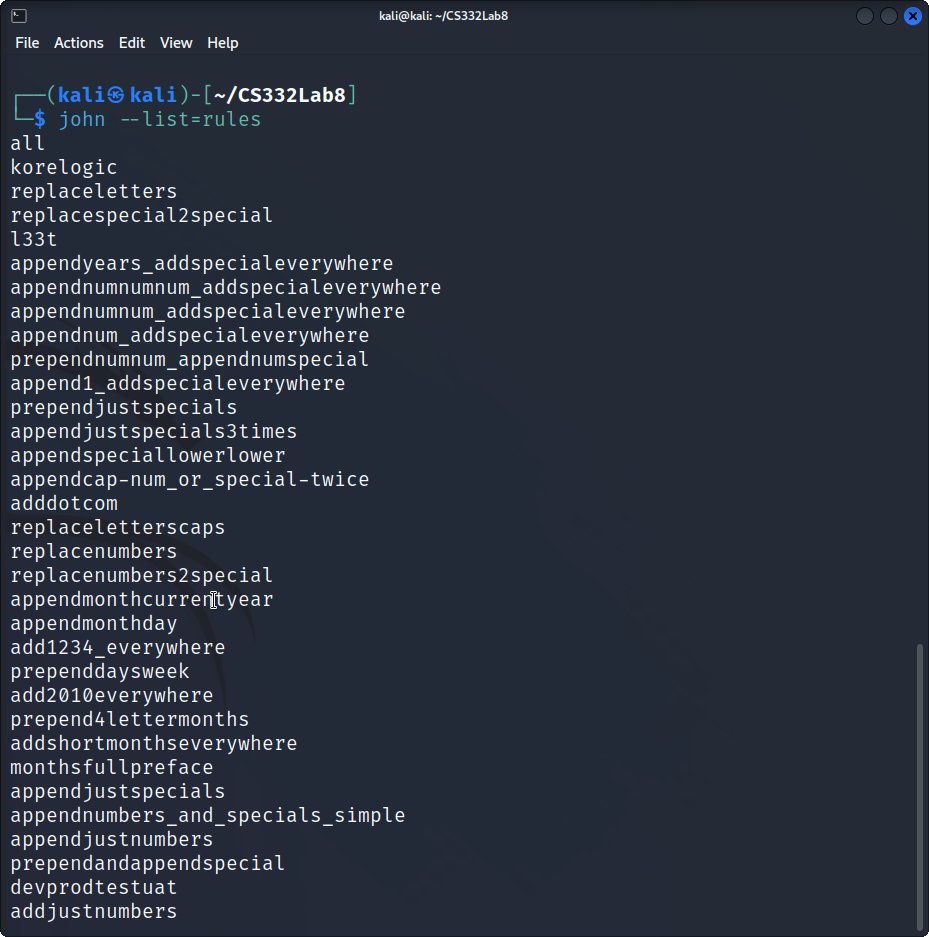 kali@kali: ~/CS332Lab8
File Actions Edit View Help
┌──(kali㉿kali)-[~/CS332Lab8]
└─$ john --list=rules
all
korelogic
replaceletters
replacespecial2special
l33t
appendyears_addspecialeverywhere
appendnumnumnum_addspecialeverywhere
appendnumnum_addspecialeverywhere
appendnum_addspecialeverywhere
prependnumnum_appendnumspecial
append1_addspecialeverywhere
prependjustspecials
appendjustspecials3times
appendspeciallowerlower
appendcap-num_or_special-twice
adddotcom
replaceletterscaps
replacenumbers
replacenumbers2special
appendmonthcurrentyear
appendmonthday
add1234_everywhere
prependdaysweek
add2010everywhere
prepend4lettermonths
addshortmonthseverywhere
monthsfullpreface
appendjustspecials
appendnumbers_and_specials_simple
appendjustnumbers
prependandappendspecial
devprodtestuat
addjustnumbers